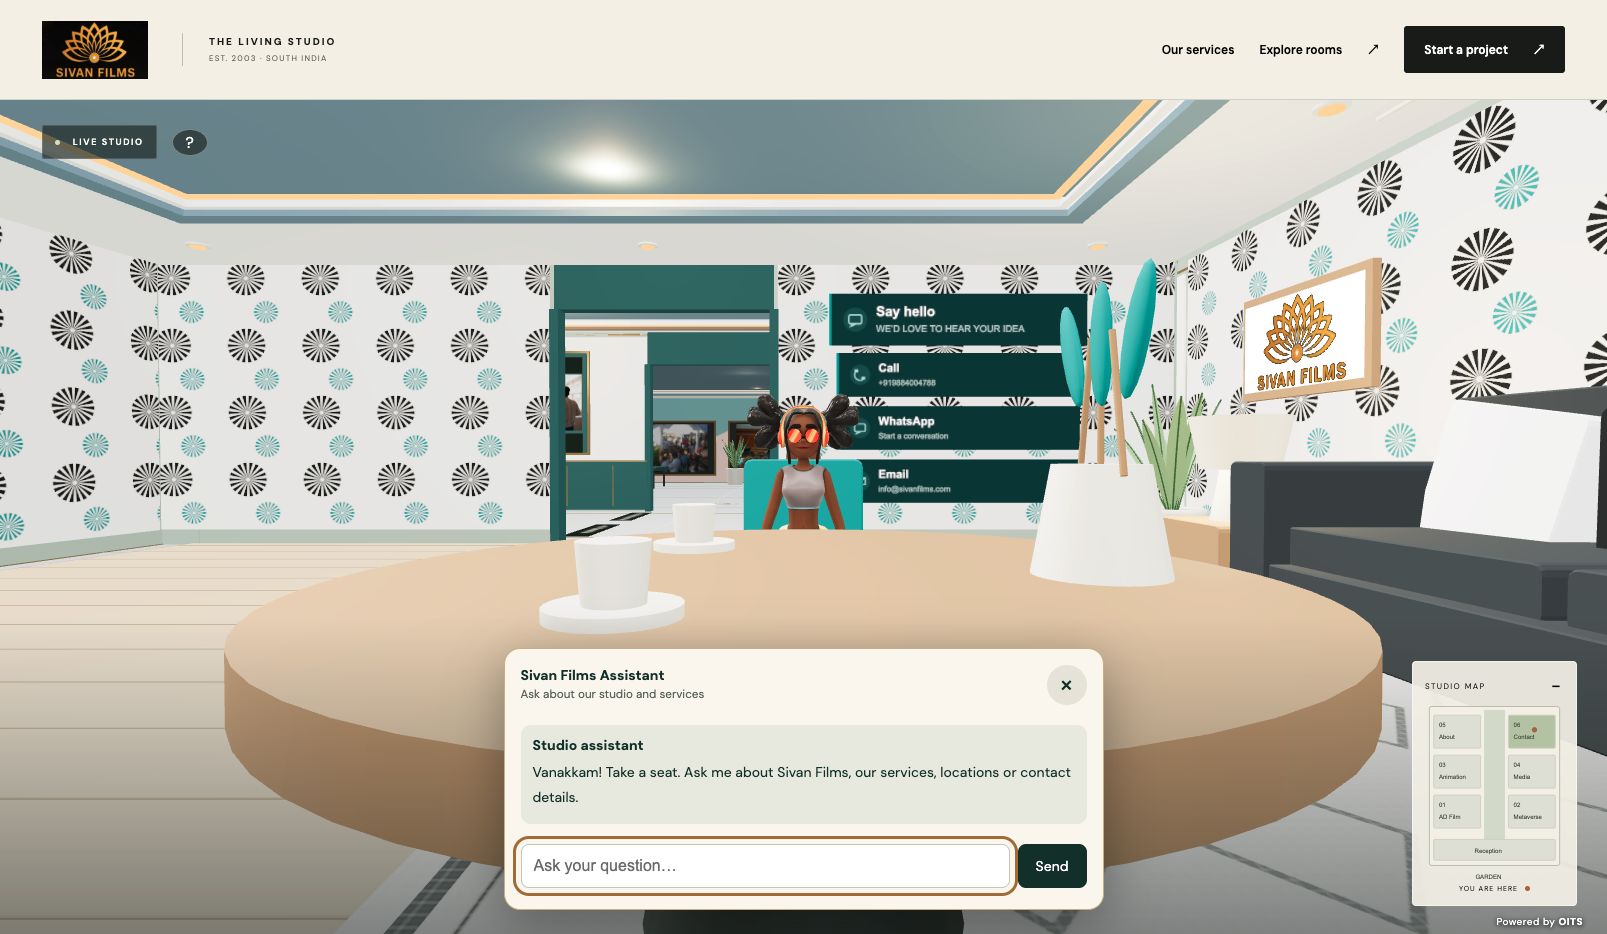 SIVAN FILMS
THE LIVING STUDIO
EST. 2003 · SOUTH INDIA
Our services
Explore rooms
Start a project
LIVE STUDIO
?
Say hello
WE'D LOVE TO HEAR YOUR IDEA
Call
+919884004788
WhatsApp
Start a conversation
Email
info@sivanfilms.com
SIVAN FILMS
Sivan Films Assistant
Ask about our studio and services
Studio assistant
Vanakkam! Take a seat. Ask me about Sivan Films, our services, locations or contact
details.
Ask your question...
Send
STUDIO MAP
05
About
06
Contact
03
Animation
04
Media
01
AD Film
02
Metaverse
Reception
GARDEN
YOU ARE HERE
Powered by OITS